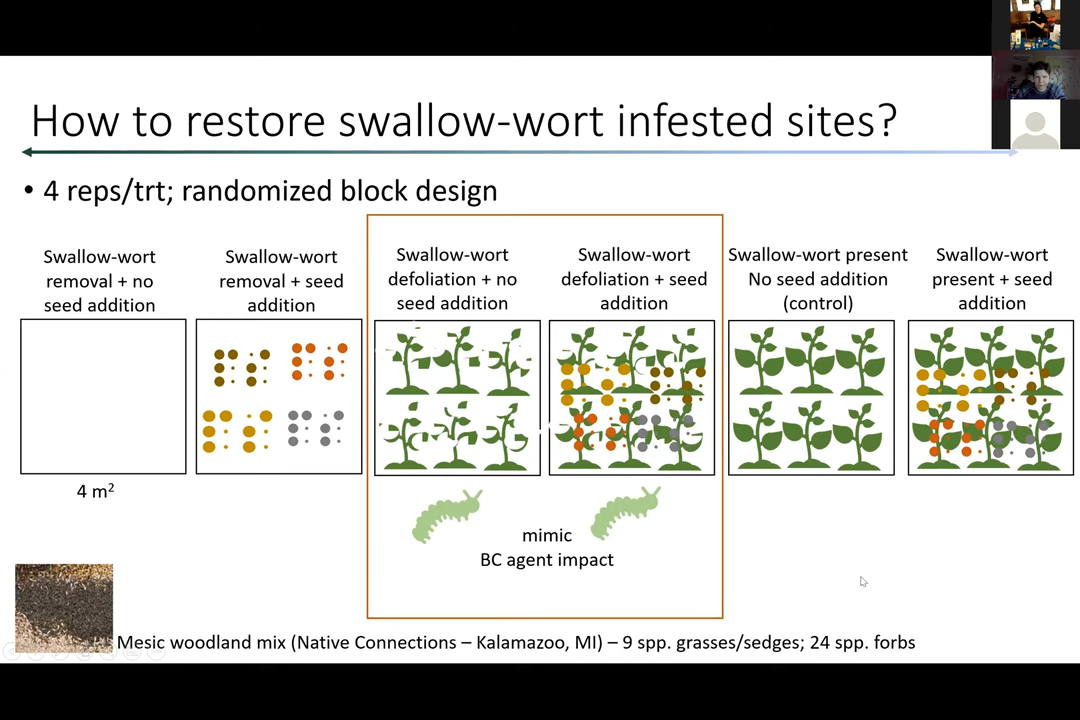 How to restore swallow-wort infested sites?
• 4 reps/trt; randomized block design
Swallow-wort
removal + no
seed addition
Swallow-wort
removal + seed
addition
Swallow-wort
defoliation + no
seed addition
Swallow-wort
defoliation + seed
addition
Swallow-wort present
No seed addition
(control)
Swallow-wort
present + seed
addition
4 m²
mimic
BC agent impact
Mesic woodland mix (Native Connections – Kalamazoo, MI) – 9 spp. grasses/sedges; 24 spp. forbs